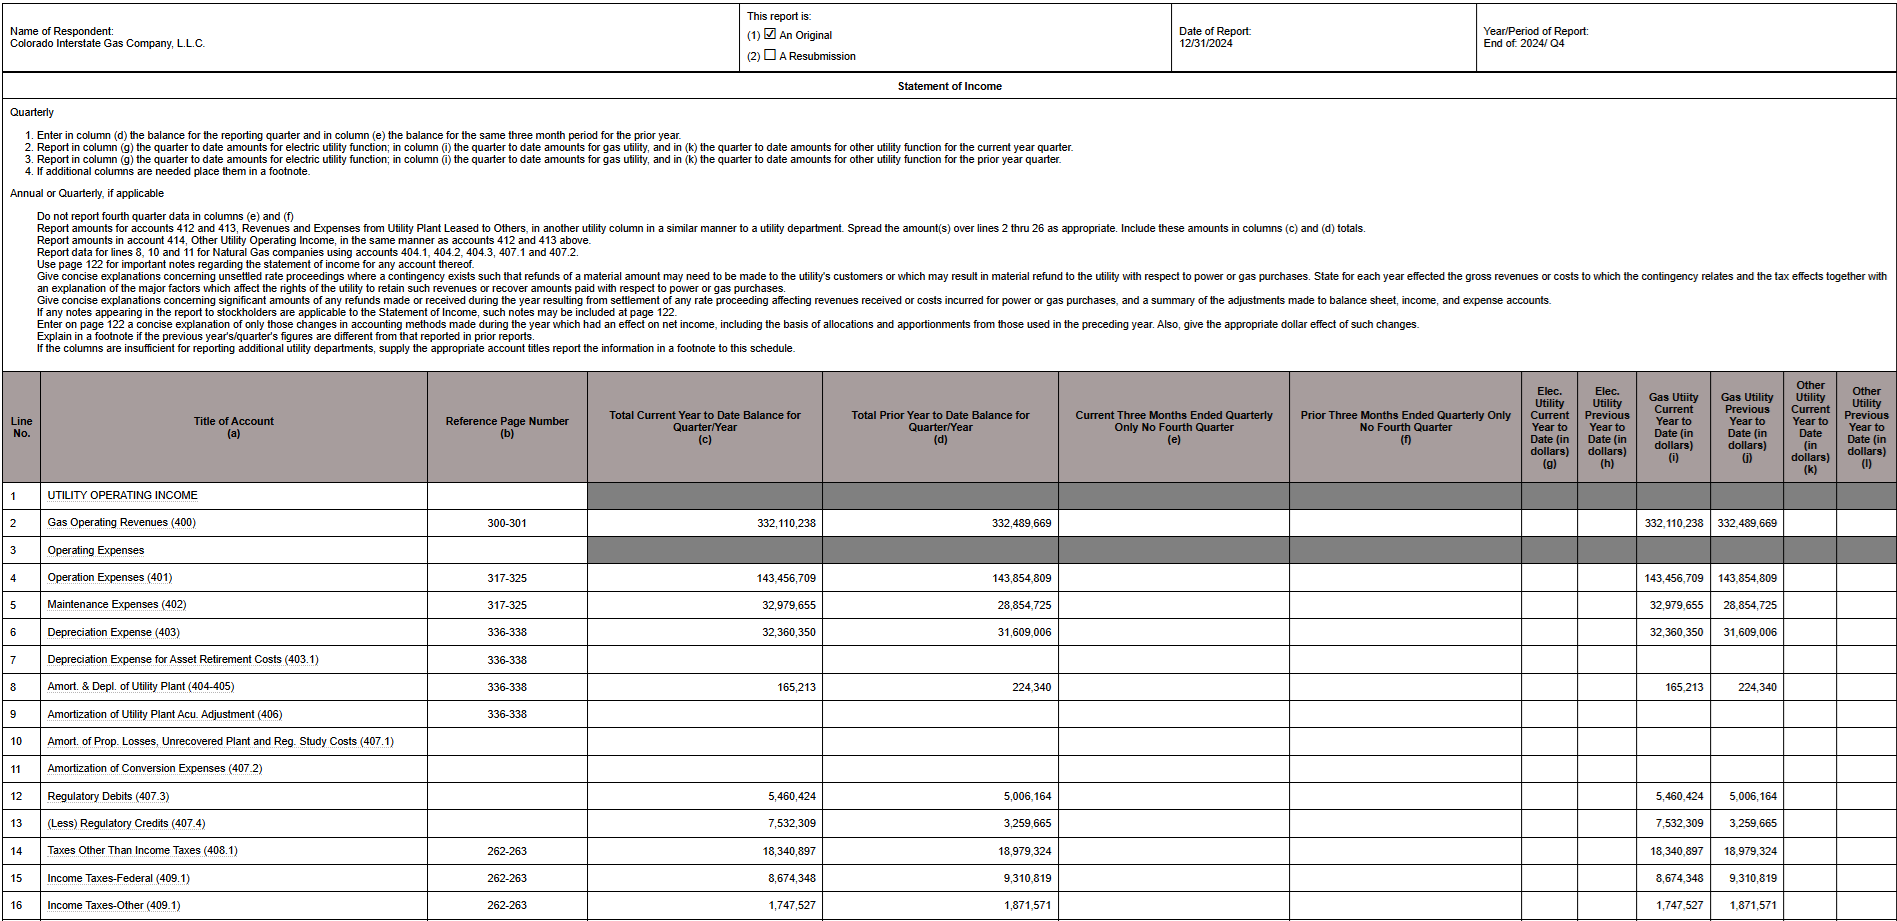 Name of Respondent:
Colorado Interstate Gas Company, L.L.C.
This report is:
(1) ☑ An Original
(2) ☐ A Resubmission
Date of Report:
12/31/2024
Year/Period of Report:
End of: 2024/ Q4
Statement of Income
Quarterly
1. Enter in column (d) the balance for the reporting quarter and in column (e) the balance for the same three month period for the prior year.
2. Report in column (g) the quarter to date amounts for electric utility function; in column (i) the quarter to date amounts for gas utility, and in (k) the quarter to date amounts for other utility function for the current year quarter.
3. Report in column (g) the quarter to date amounts for electric utility function; in column (i) the quarter to date amounts for gas utility, and in (k) the quarter to date amounts for other utility function for the prior year quarter.
4. If additional columns are needed place them in a footnote.
Annual or Quarterly, if applicable
Do not report fourth quarter data in columns (e) and (f)
Report amounts for accounts 412 and 413, Revenues and Expenses from Utility Plant Leased to Others, in another utility column in a similar manner to a utility department. Spread the amount(s) over lines 2 thru 26 as appropriate. Include these amounts in columns (c) and (d) totals.
Report amounts in account 414, Other Utility Operating Income, in the same manner as accounts 412 and 413 above.
Report data for lines 8, 10 and 11 for Natural Gas companies using accounts 404.1, 404.2, 404.3, 407.1 and 407.2.
Use page 122 for important notes regarding the statement of income for any account thereof.
Give concise explanations concerning unsettled rate proceedings where a contingency exists such that refunds of a material amount may need to be made to the utility's customers or which may result in material refund to the utility with respect to power or gas purchases. State for each year effected the gross revenues or costs to which the contingency relates and the tax effects together with
an explanation of the major factors which affect the rights of the utility to retain such revenues or recover amounts paid with respect to power or gas purchases.
Give concise explanations concerning significant amounts of any refunds made or received during the year resulting from settlement of any rate proceeding affecting revenues received or costs incurred for power or gas purchases, and a summary of the adjustments made to balance sheet, income, and expense accounts.
If any notes appearing in the report to stockholders are applicable to the Statement of Income, such notes may be included at page 122.
Enter on page 122 a concise explanation of only those changes in accounting methods made during the year which had an effect on net income, including the basis of allocations and apportionments from those used in the preceding year. Also, give the appropriate dollar effect of such changes.
Explain in a footnote if the previous year's/quarter's figures are different from that reported in prior reports.
If the columns are insufficient for reporting additional utility departments, supply the appropriate account titles report the information in a footnote to this schedule.
Line No. | Title of Account (a) | Reference Page Number (b) | Total Current Year to Date Balance for Quarter/Year (c) | Total Prior Year to Date Balance for Quarter/Year (d) | Current Three Months Ended Quarterly Only No Fourth Quarter (e) | Prior Three Months Ended Quarterly Only No Fourth Quarter (f) | Elec. Utility Current Year to Date (in dollars) (g) | Elec. Utility Previous Year to Date (in dollars) (h) | Gas Utiity Current Year to Date (in dollars) (i) | Gas Utility Previous Year to Date (in dollars) (j) | Other Utility Current Year to Date (in dollars) (k) | Other Utility Previous Year to Date (in dollars) (l)
1 UTILITY OPERATING INCOME
2 Gas Operating Revenues (400) 300-301 332,110,238 332,489,669 332,110,238 332,489,669
3 Operating Expenses
4 Operation Expenses (401) 317-325 143,456,709 143,854,809 143,456,709 143,854,809
5 Maintenance Expenses (402) 317-325 32,979,655 28,854,725 32,979,655 28,854,725
6 Depreciation Expense (403) 336-338 32,360,350 31,609,006 32,360,350 31,609,006
7 Depreciation Expense for Asset Retirement Costs (403.1) 336-338
8 Amort. & Depl. of Utility Plant (404-405) 336-338 165,213 224,340 165,213 224,340
9 Amortization of Utility Plant Acu. Adjustment (406) 336-338
10 Amort. of Prop. Losses, Unrecovered Plant and Reg. Study Costs (407.1)
11 Amortization of Conversion Expenses (407.2)
12 Regulatory Debits (407.3) 5,460,424 5,006,164 5,460,424 5,006,164
13 (Less) Regulatory Credits (407.4) 7,532,309 3,259,665 7,532,309 3,259,665
14 Taxes Other Than Income Taxes (408.1) 262-263 18,340,897 18,979,324 18,340,897 18,979,324
15 Income Taxes-Federal (409.1) 262-263 8,674,348 9,310,819 8,674,348 9,310,819
16 Income Taxes-Other (409.1) 262-263 1,747,527 1,871,571 1,747,527 1,871,571